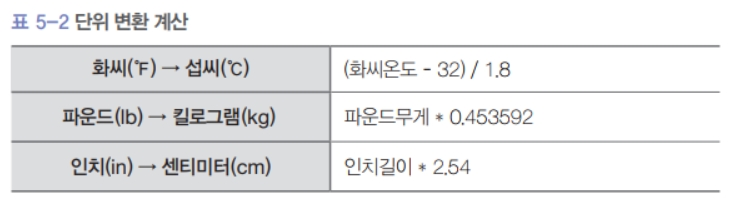 표 5-2 단위 변환 계산
화씨(℉) → 섭씨(℃) (화씨온도 - 32) / 1.8
파운드(lb) → 킬로그램(kg) 파운드무게 * 0.453592
인치(in) → 센티미터(cm) 인치길이 * 2.54